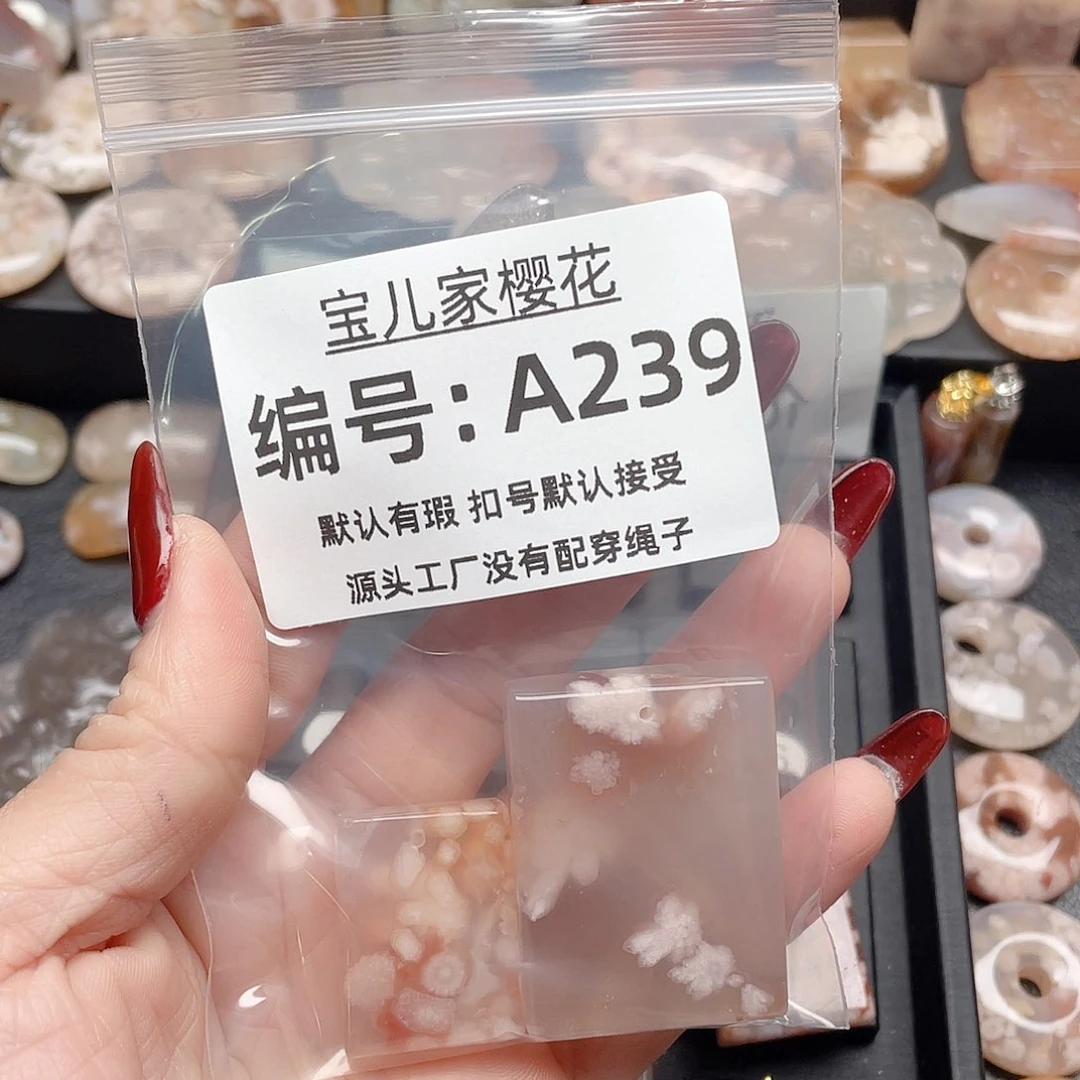 宝儿家樱花
编号：A239
默认有瑕 扣号默认接受
源头工厂没有配穿绳子